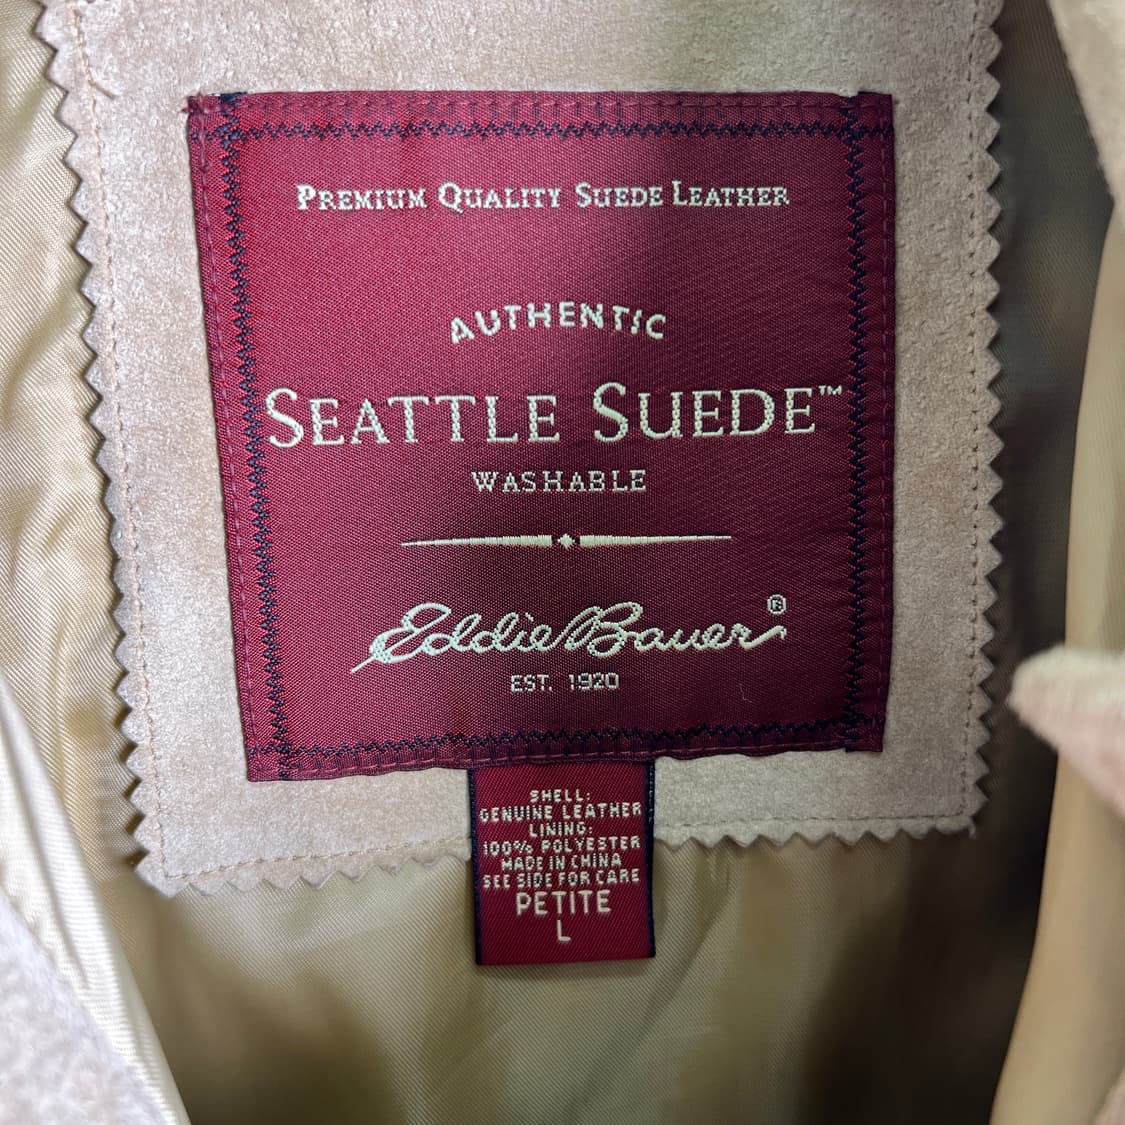 PREMIUM QUALITY SUEDE LEATHER
AUTHENTIC
SEATTLE SUEDE™
WASHABLE
Eddie Bauer®
EST. 1920
SHELL:
GENUINE LEATHER
LINING:
100% POLYESTER
MADE IN CHINA
SEE SIDE FOR CARE
PETITE
L